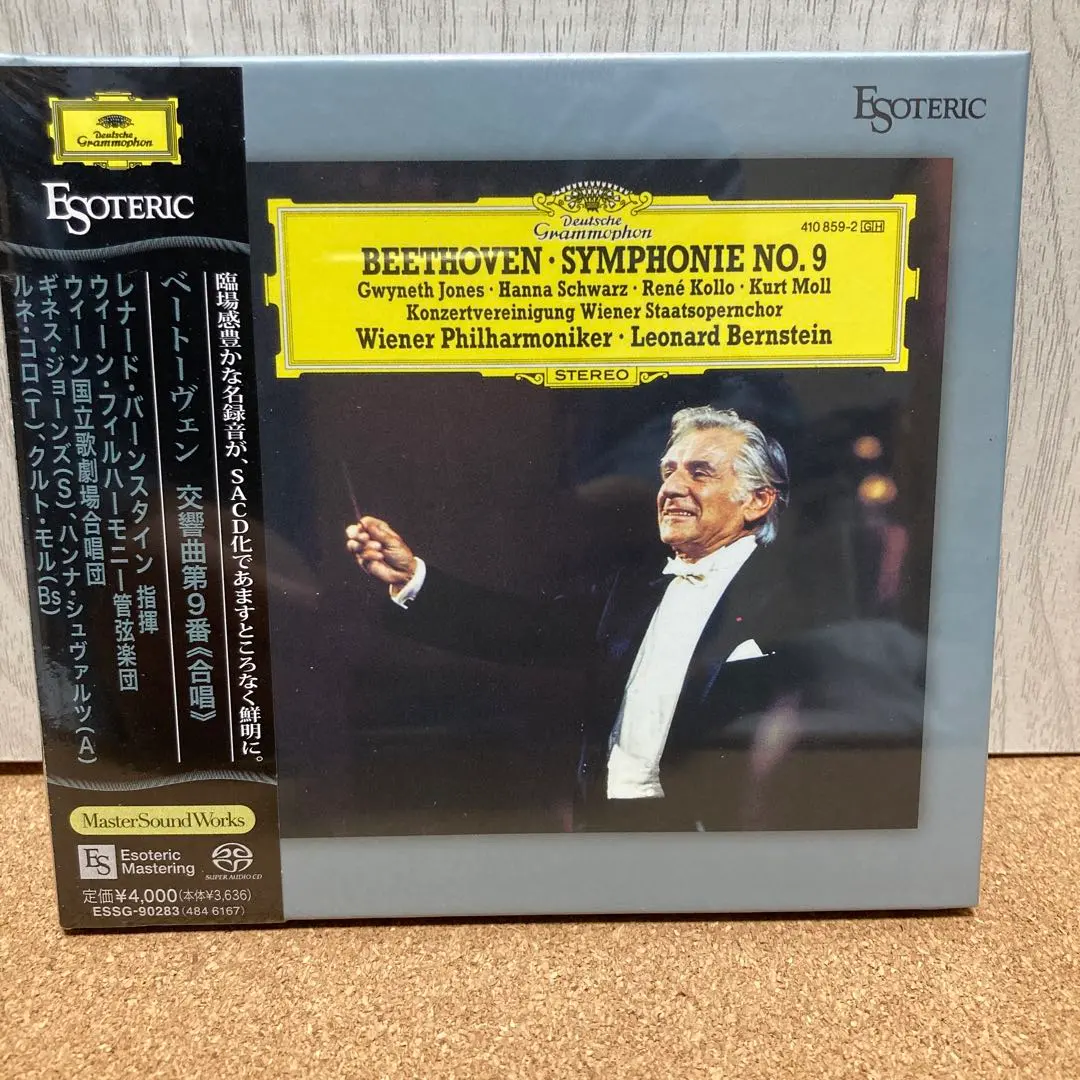 Deutsche
Grammophon
ESOTERIC
臨場感豊かな名録音が、SACD化であますところなく鮮明に。
ベートーヴェン 交響曲第9番《合唱》
レナード・バーンスタイン 指揮
ウィーン・フィルハーモニー管弦楽団
ウィーン国立歌劇場合唱団
ギネス・ジョーンズ(S)、ハンナ・シュヴァルツ(A)
ルネ・コロ(T)、クルト・モル(Bs)
MasterSoundWorks
ES Esoteric
Mastering
SUPER AUDIO CD
定価¥4,000(本体¥3,636)
ESSG-90283(484 6167)
ESOTERIC
Deutsche
Grammophon
410 859-2 GH
BEETHOVEN · SYMPHONIE NO. 9
Gwyneth Jones · Hanna Schwarz · René Kollo · Kurt Moll
Konzertvereinigung Wiener Staatsopernchor
Wiener Philharmoniker · Leonard Bernstein
STEREO